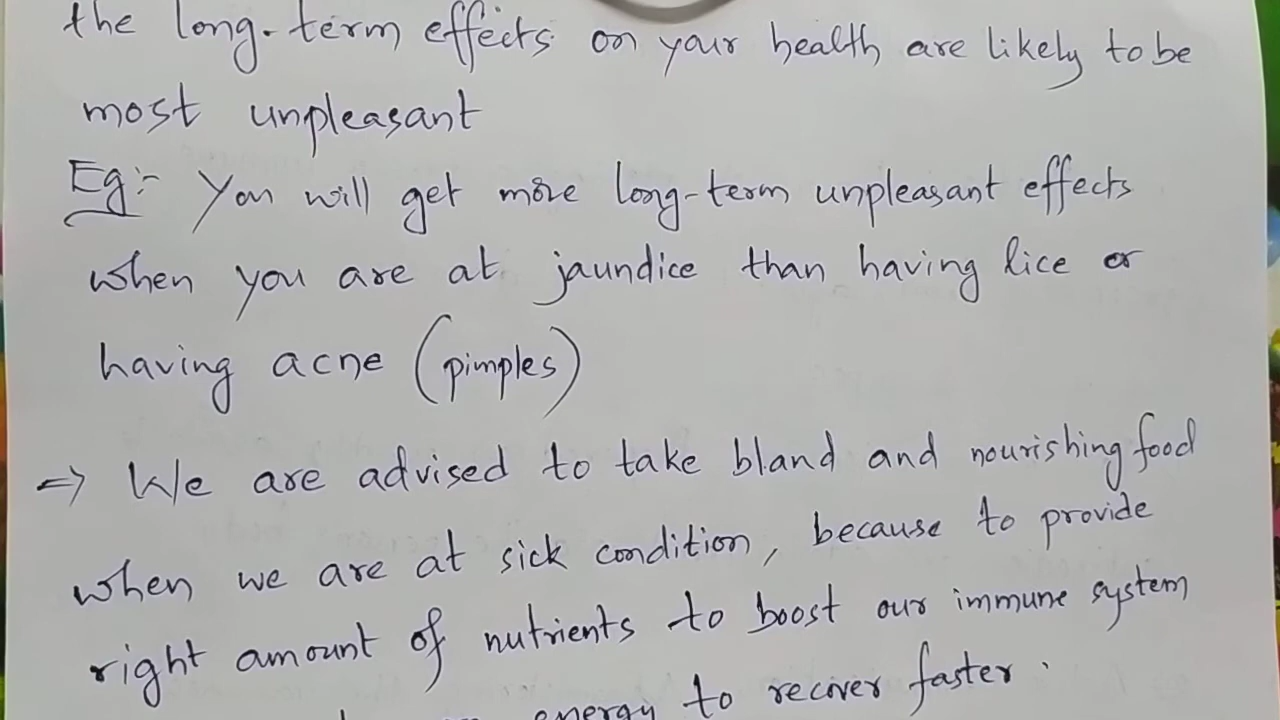 the long-term effects on your health are likely to be
most unpleasant
Eg:- You will get more long-term unpleasant effects
when you are at jaundice than having lice or
having acne (pimples)
=> We are advised to take bland and nourishing food
when we are at sick condition, because to provide
right amount of nutrients to boost our immune system
energy to recover faster.